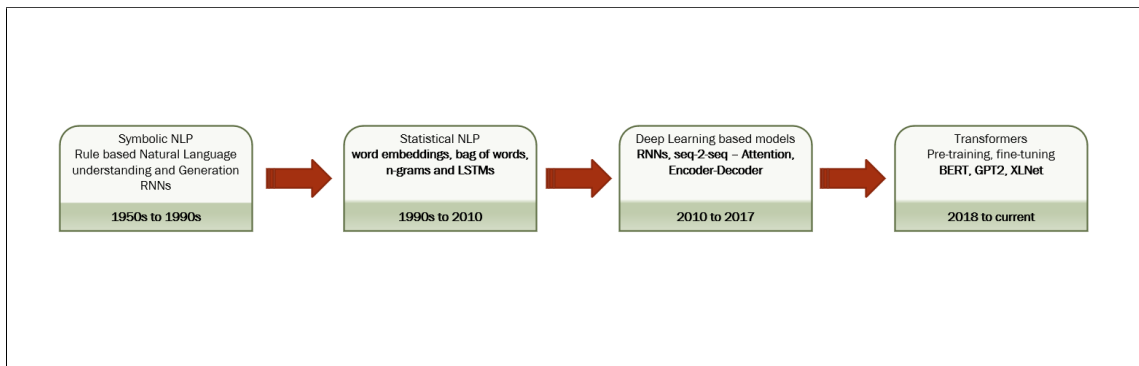 Symbolic NLP
Rule based Natural Language
understanding and Generation
RNNs
1950s to 1990s
Statistical NLP
word embeddings, bag of words,
n-grams and LSTMs
1990s to 2010
Deep Learning based models
RNNs, seq-2-seq – Attention,
Encoder-Decoder
2010 to 2017
Transformers
Pre-training, fine-tuning
BERT, GPT2, XLNet
2018 to current